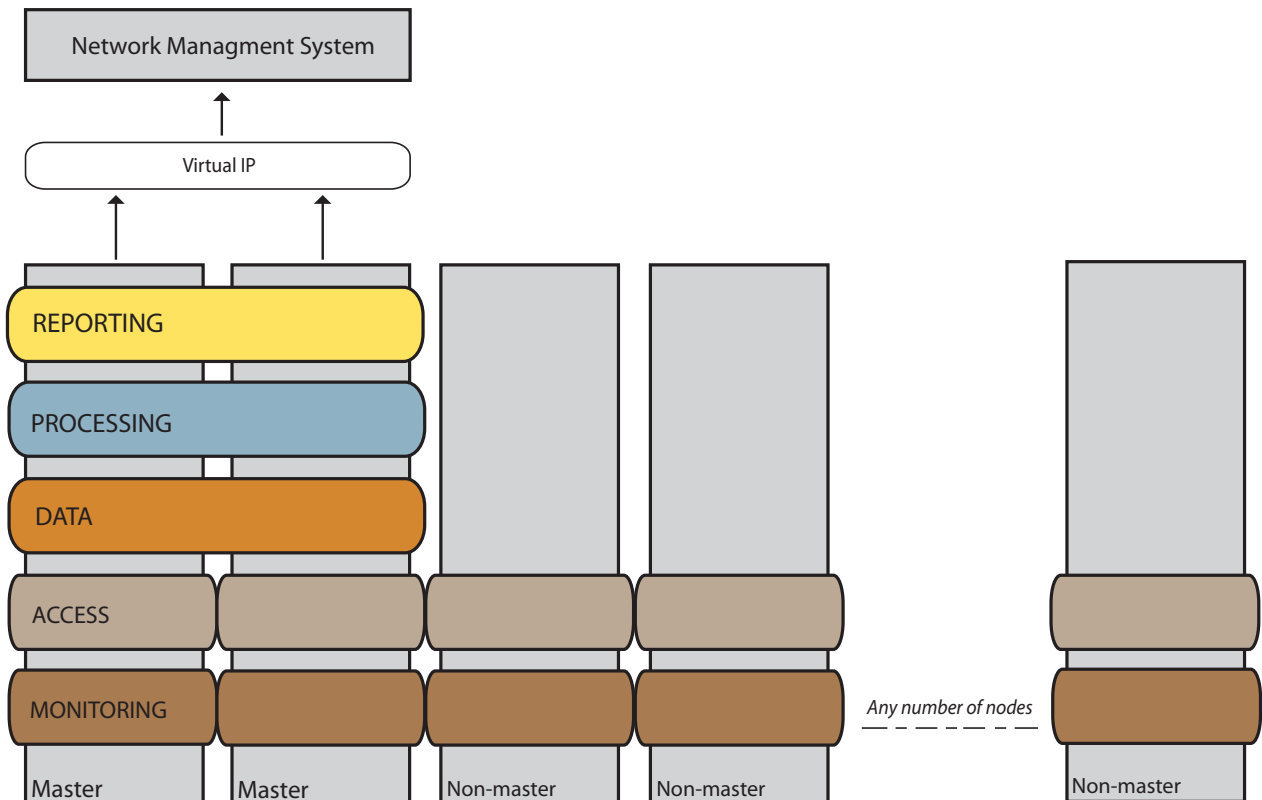 Network Managment System
Virtual IP
REPORTING
PROCESSING
DATA
ACCESS
MONITORING
Any number of nodes
Master
Master
Non-master
Non-master
Non-master